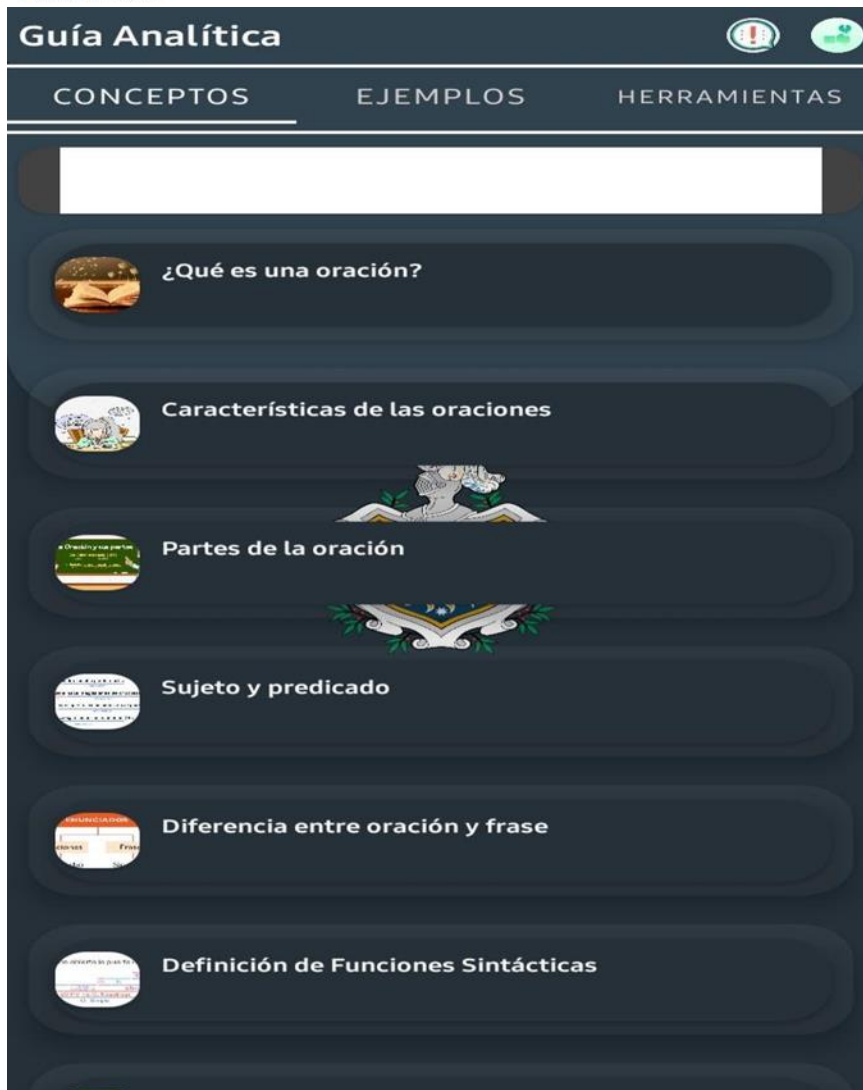 Guía Analítica
CONCEPTOS EJEMPLOS HERRAMIENTAS
¿Qué es una oración?
Características de las oraciones
Partes de la oración
Sujeto y predicado
Diferencia entre oración y frase
Definición de Funciones Sintácticas